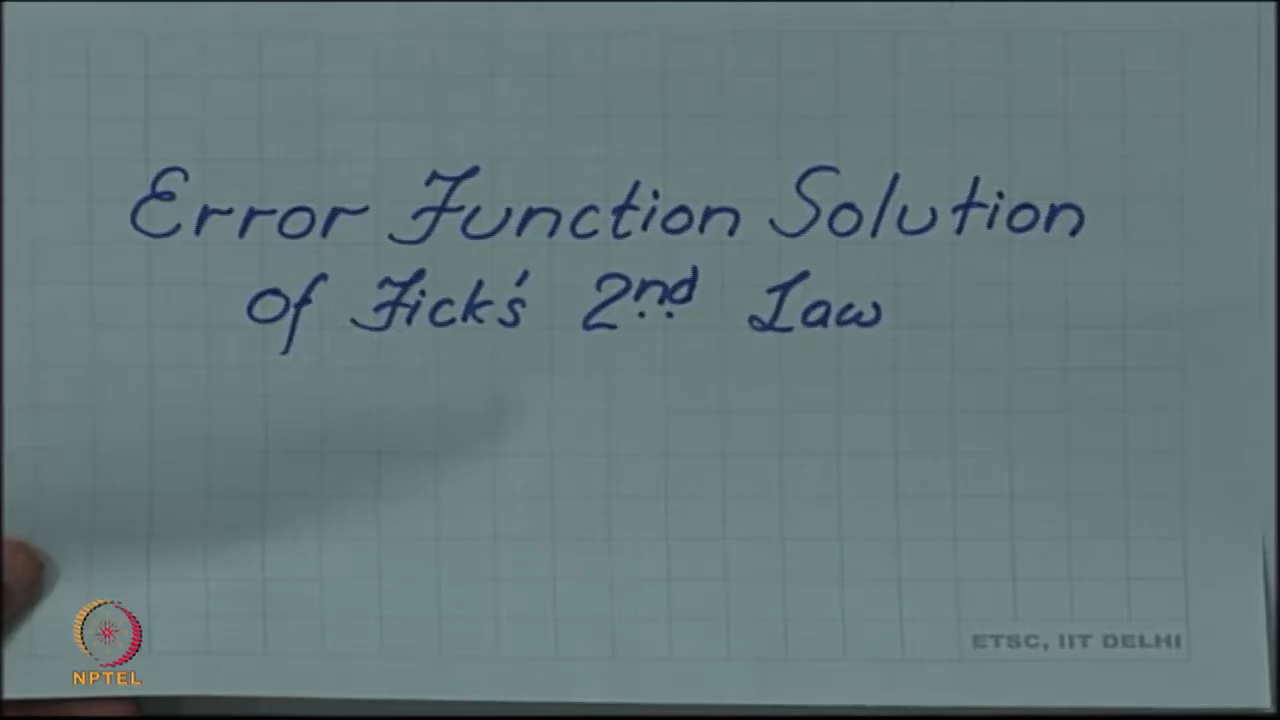 Error Function Solution
of Fick's 2nd Law
ETSC, IIT DELHI
NPTEL